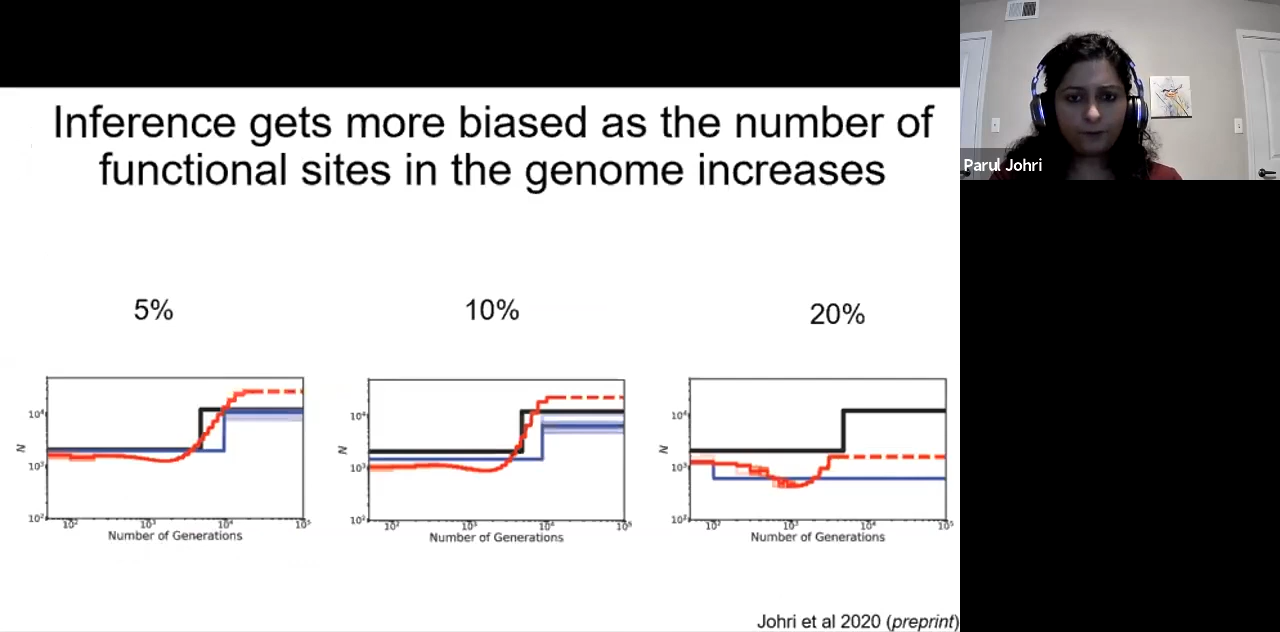 Inference gets more biased as the number of
functional sites in the genome increases
Parul Johri
5%
10%
20%
10⁴
10³
10²
N
10² 10³ 10⁴ 10⁵
Number of Generations
10⁴
10³
10²
N
10² 10³ 10⁴ 10⁵
Number of Generations
10⁴
10³
10²
N
10² 10³ 10⁴ 10⁵
Number of Generations
Johri et al 2020 (preprint)